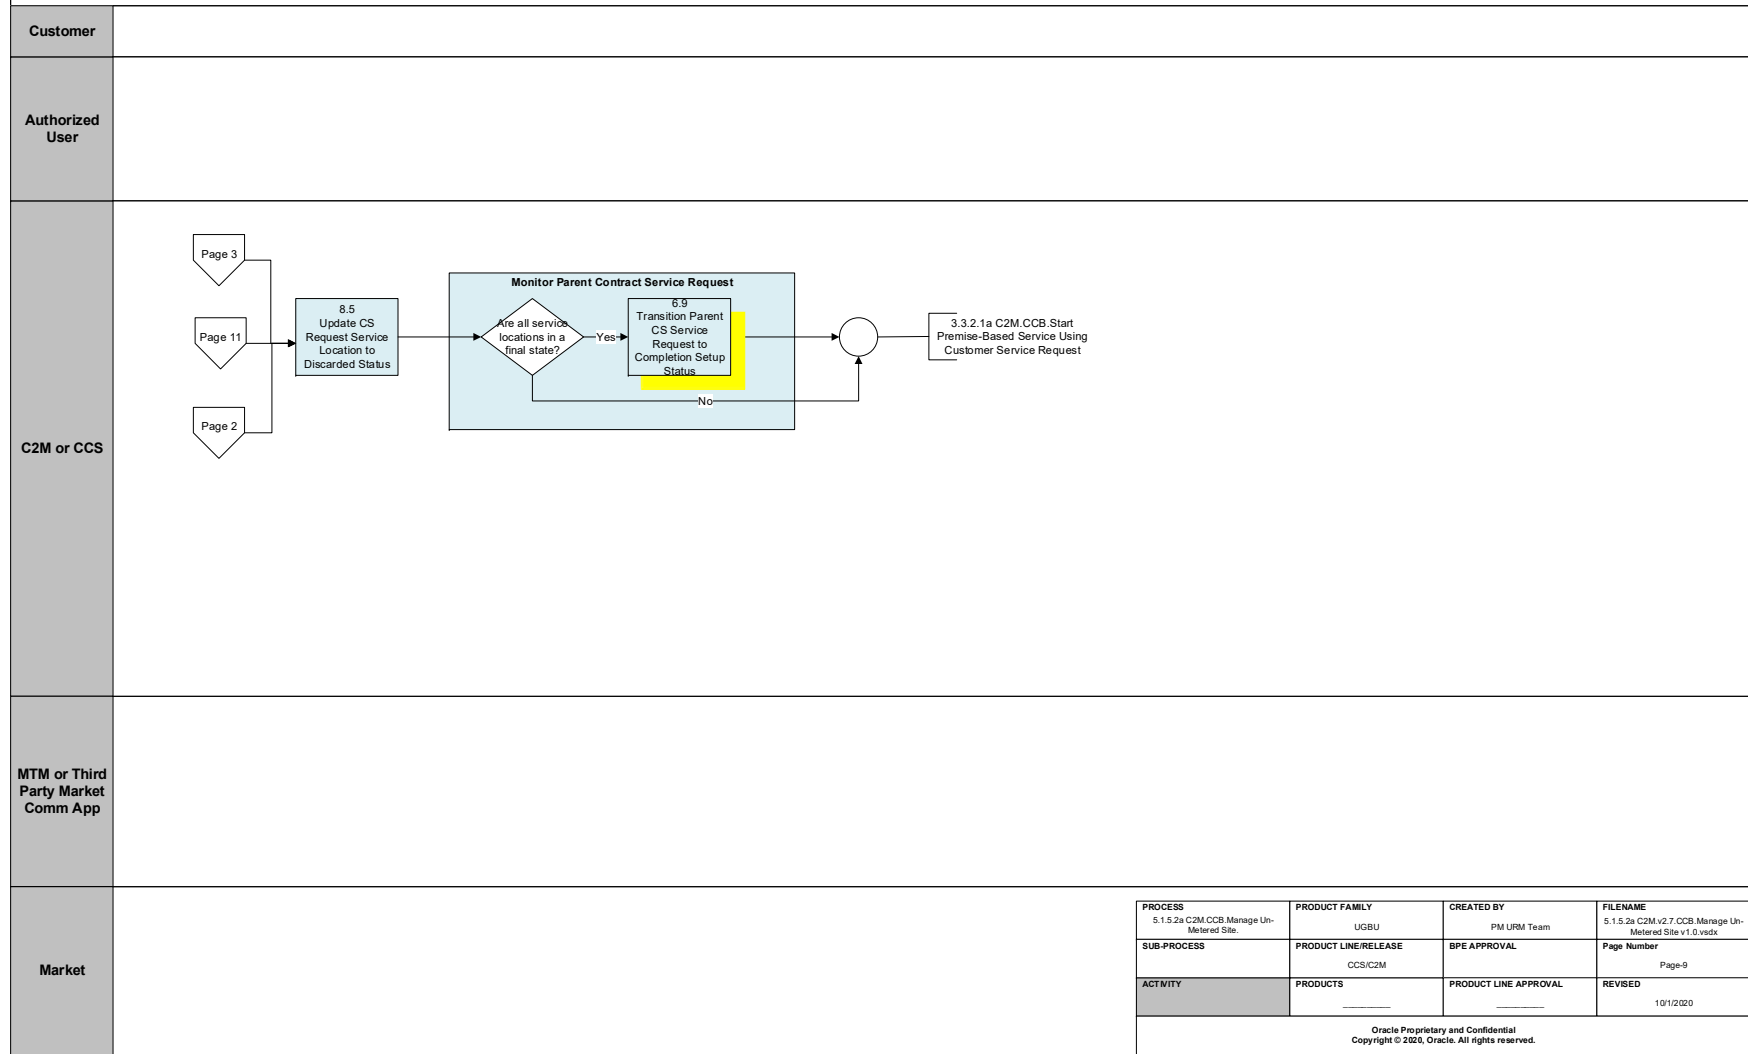 Customer
Authorized
User
C2M or CCS
Page 3
Page 11
Page 2
8.5
Update CS
Request Service
Location to
Discarded Status
Monitor Parent Contract Service Request
Are all service
locations in a
final state?
Yes
No
6.9
Transition Parent
CS Service
Request to
Completion Setup
Status
3.3.2.1a C2M.CCB.Start
Premise-Based Service Using
Customer Service Request
MTM or Third
Party Market
Comm App
Market
PROCESS
5.1.5.2a C2M.CCB.Manage Un-
Metered Site.
PRODUCT FAMILY
UGBU
CREATED BY
PM URM Team
FILENAME
5.1.5.2a C2M.v2.7.CCB.Manage Un-
Metered Site v1.0.vsdx
SUB-PROCESS
PRODUCT LINE/RELEASE
CCS/C2M
BPE APPROVAL
Page Number
Page-9
ACTIVITY
PRODUCTS
PRODUCT LINE APPROVAL
REVISED
10/1/2020
Oracle Proprietary and Confidential
Copyright © 2020, Oracle. All rights reserved.